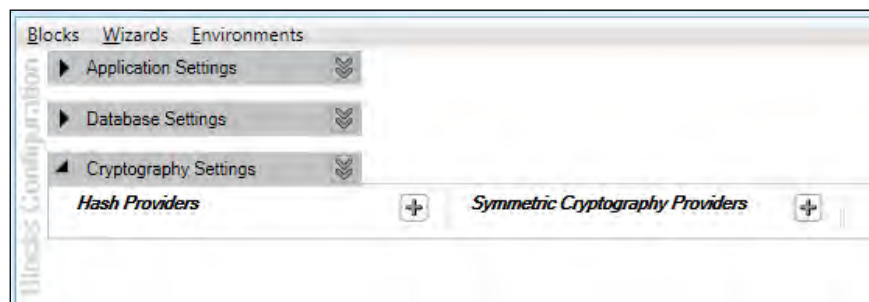 Blocks Wizards Environments
Application Settings
Database Settings
Cryptography Settings
Hash Providers Symmetric Cryptography Providers
Blocks Configuration